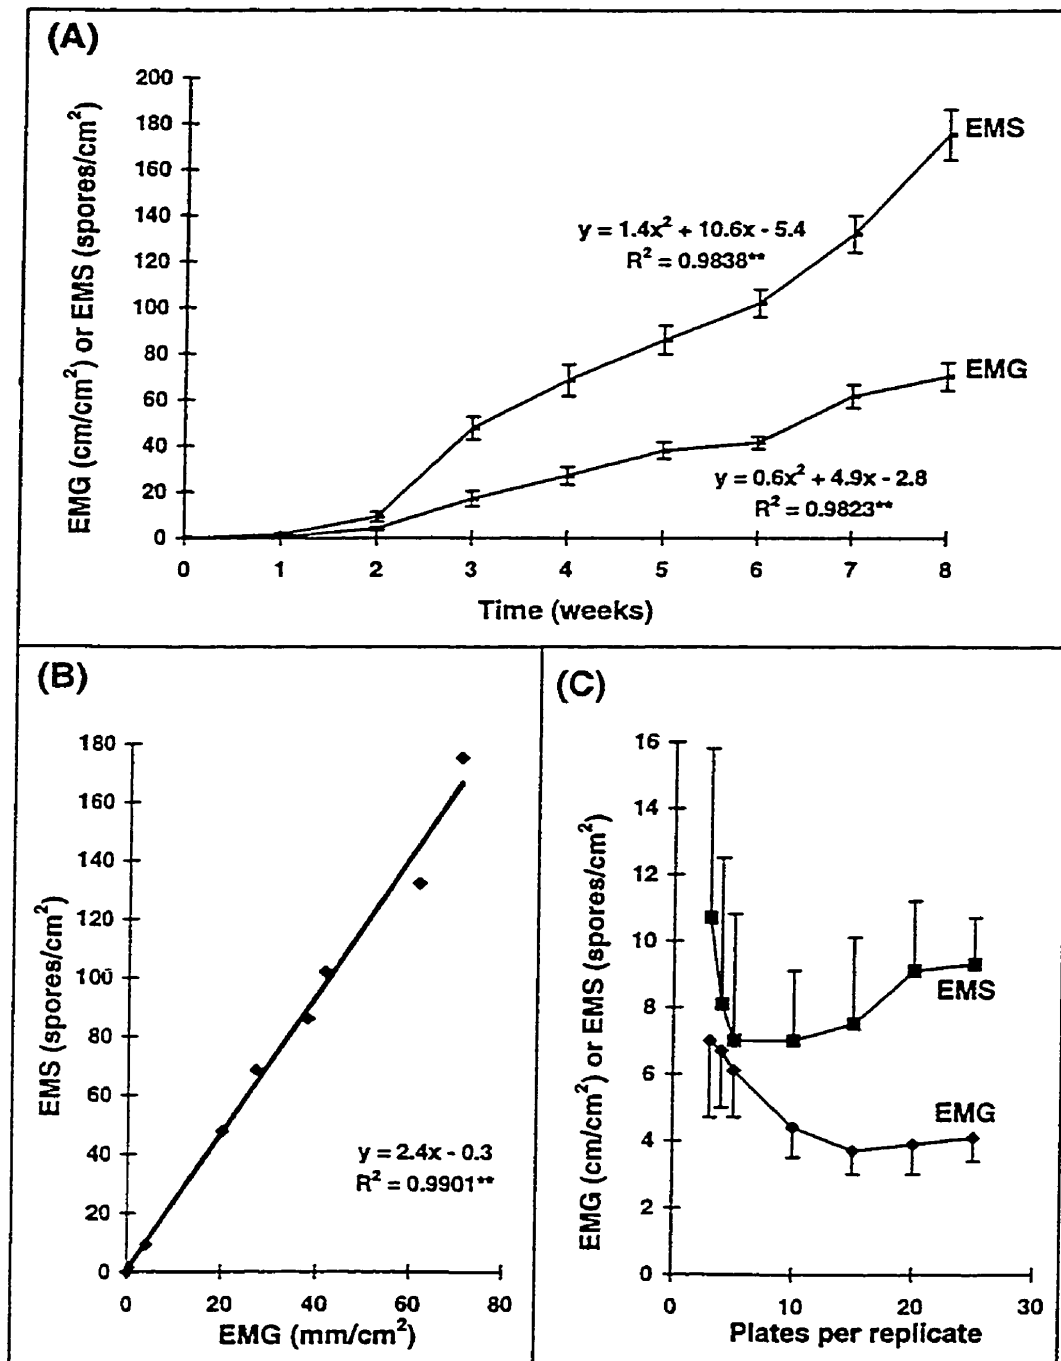 (A)
EMG (cm/cm²) or EMS (spores/cm²)
200
180
160
140
120
100
80
60
40
20
0
EMS
y = 1.4x² + 10.6x - 5.4
R² = 0.9838**
EMG
y = 0.6x² + 4.9x - 2.8
R² = 0.9823**
0 1 2 3 4 5 6 7 8
Time (weeks)
(B)
EMS (spores/cm²)
180
160
140
120
100
80
60
40
20
0
y = 2.4x - 0.3
R² = 0.9901**
0 20 40 60 80
EMG (mm/cm²)
(C)
EMG (cm/cm²) or EMS (spores/cm²)
16
14
12
10
8
6
4
2
0
EMS
EMG
0 10 20 30
Plates per replicate